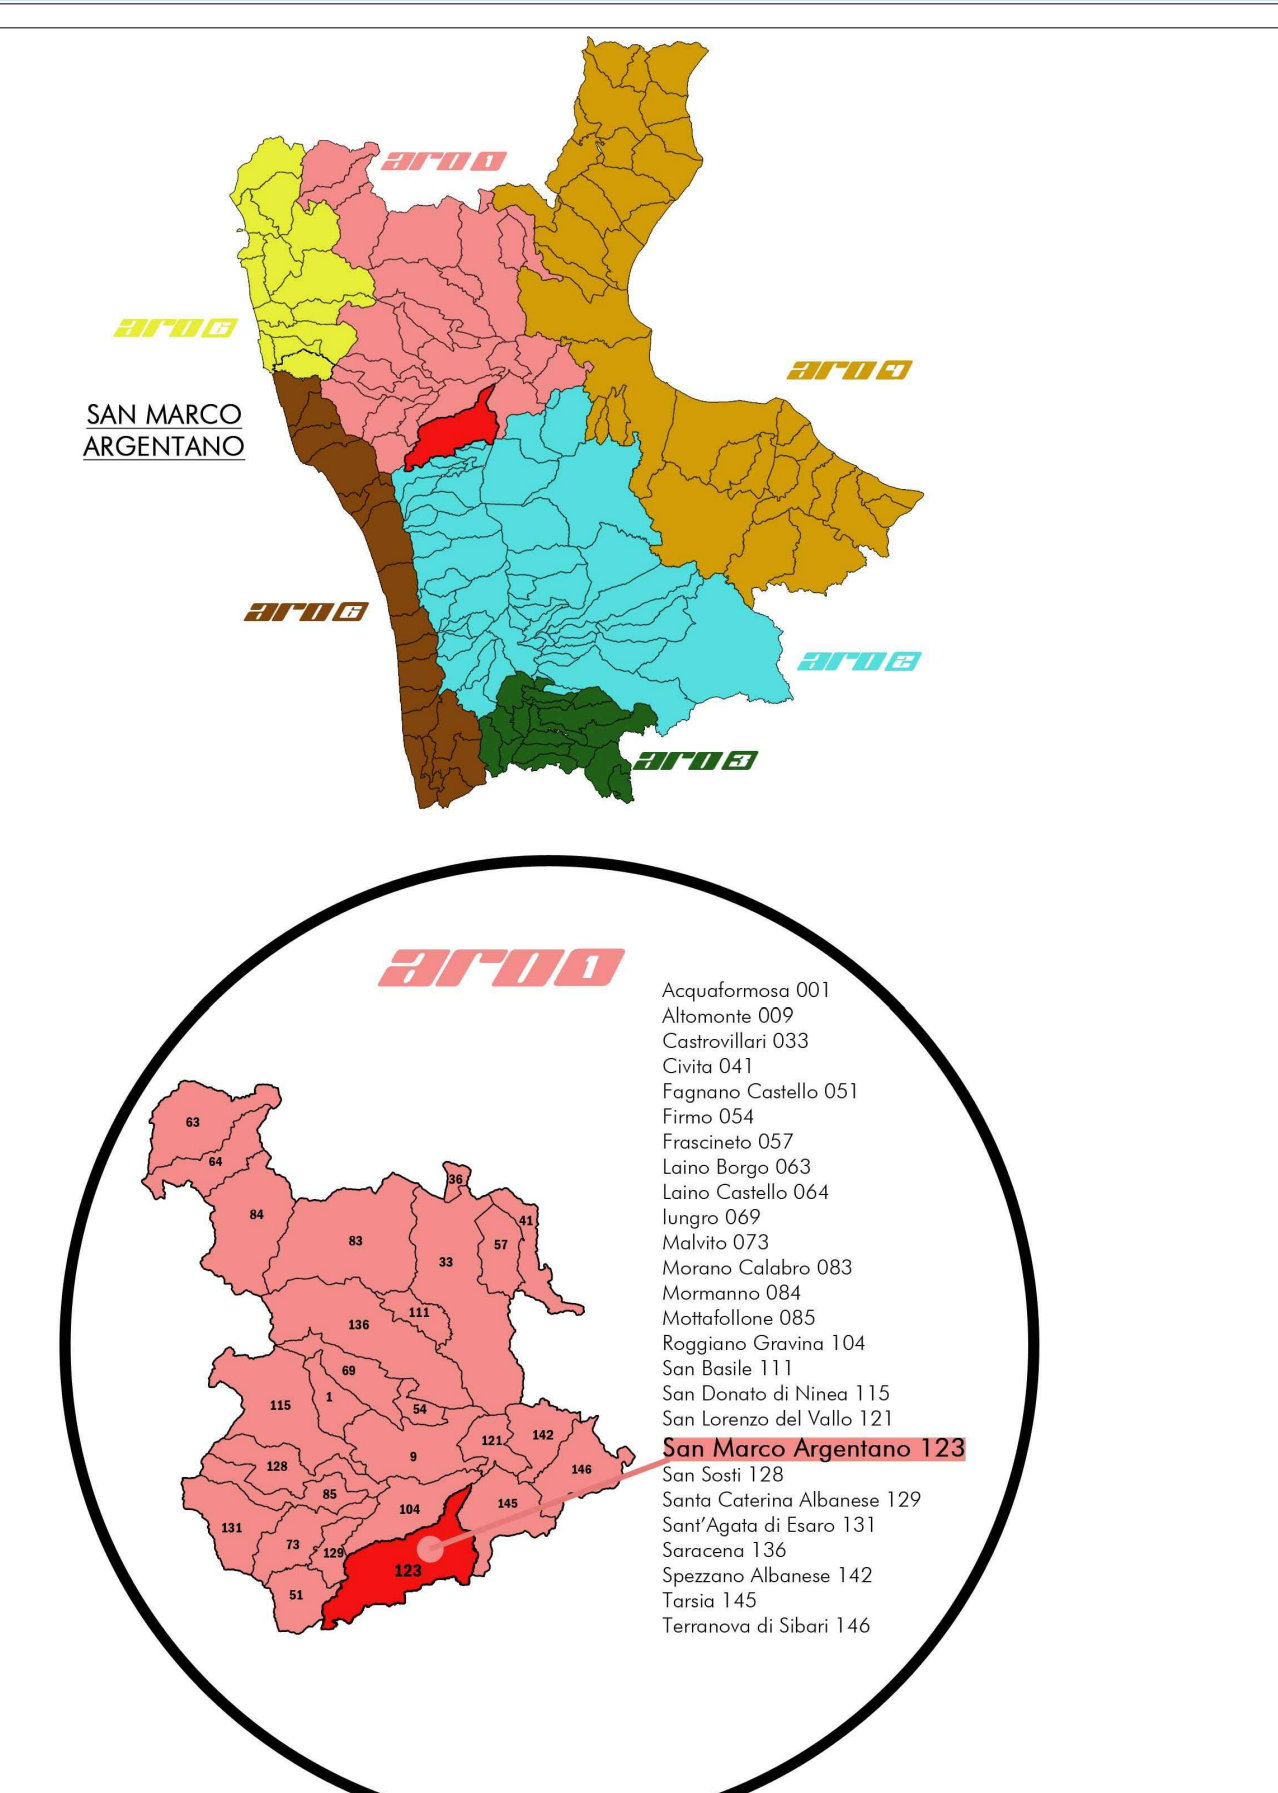 aro 1
aro 6
aro 4
SAN MARCO
ARGENTANO
aro 6
aro 2
aro 3
aro 1
Acquaformosa 001
Altomonte 009
Castrovillari 033
Civita 041
Fagnano Castello 051
Firmo 054
Frascineto 057
Laino Borgo 063
Laino Castello 064
lungro 069
Malvito 073
Morano Calabro 083
Mormanno 084
Mottafollone 085
Roggiano Gravina 104
San Basile 111
San Donato di Ninea 115
San Lorenzo del Vallo 121
San Marco Argentano 123
San Sosti 128
Santa Caterina Albanese 129
Sant'Agata di Esaro 131
Saracena 136
Spezzano Albanese 142
Tarsia 145
Terranova di Sibari 146
63
64
36
84
41
83
57
33
111
136
69
1
115
54
142
121
9
128
146
85
145
104
131
73
129
123
51